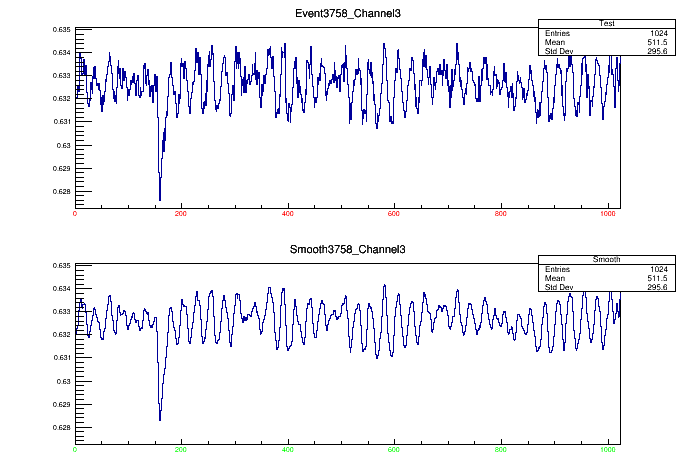 Event3758_Channel3
Test
Entries 1024
Mean 511.5
Std Dev 295.6
0.635
0.634
0.633
0.632
0.631
0.63
0.629
0.628
0 200 400 600 800 1000
Smooth3758_Channel3
Smooth
Entries 1024
Mean 511.5
Std Dev 295.6
0.635
0.634
0.633
0.632
0.631
0.63
0.629
0.628
0 200 400 600 800 1000